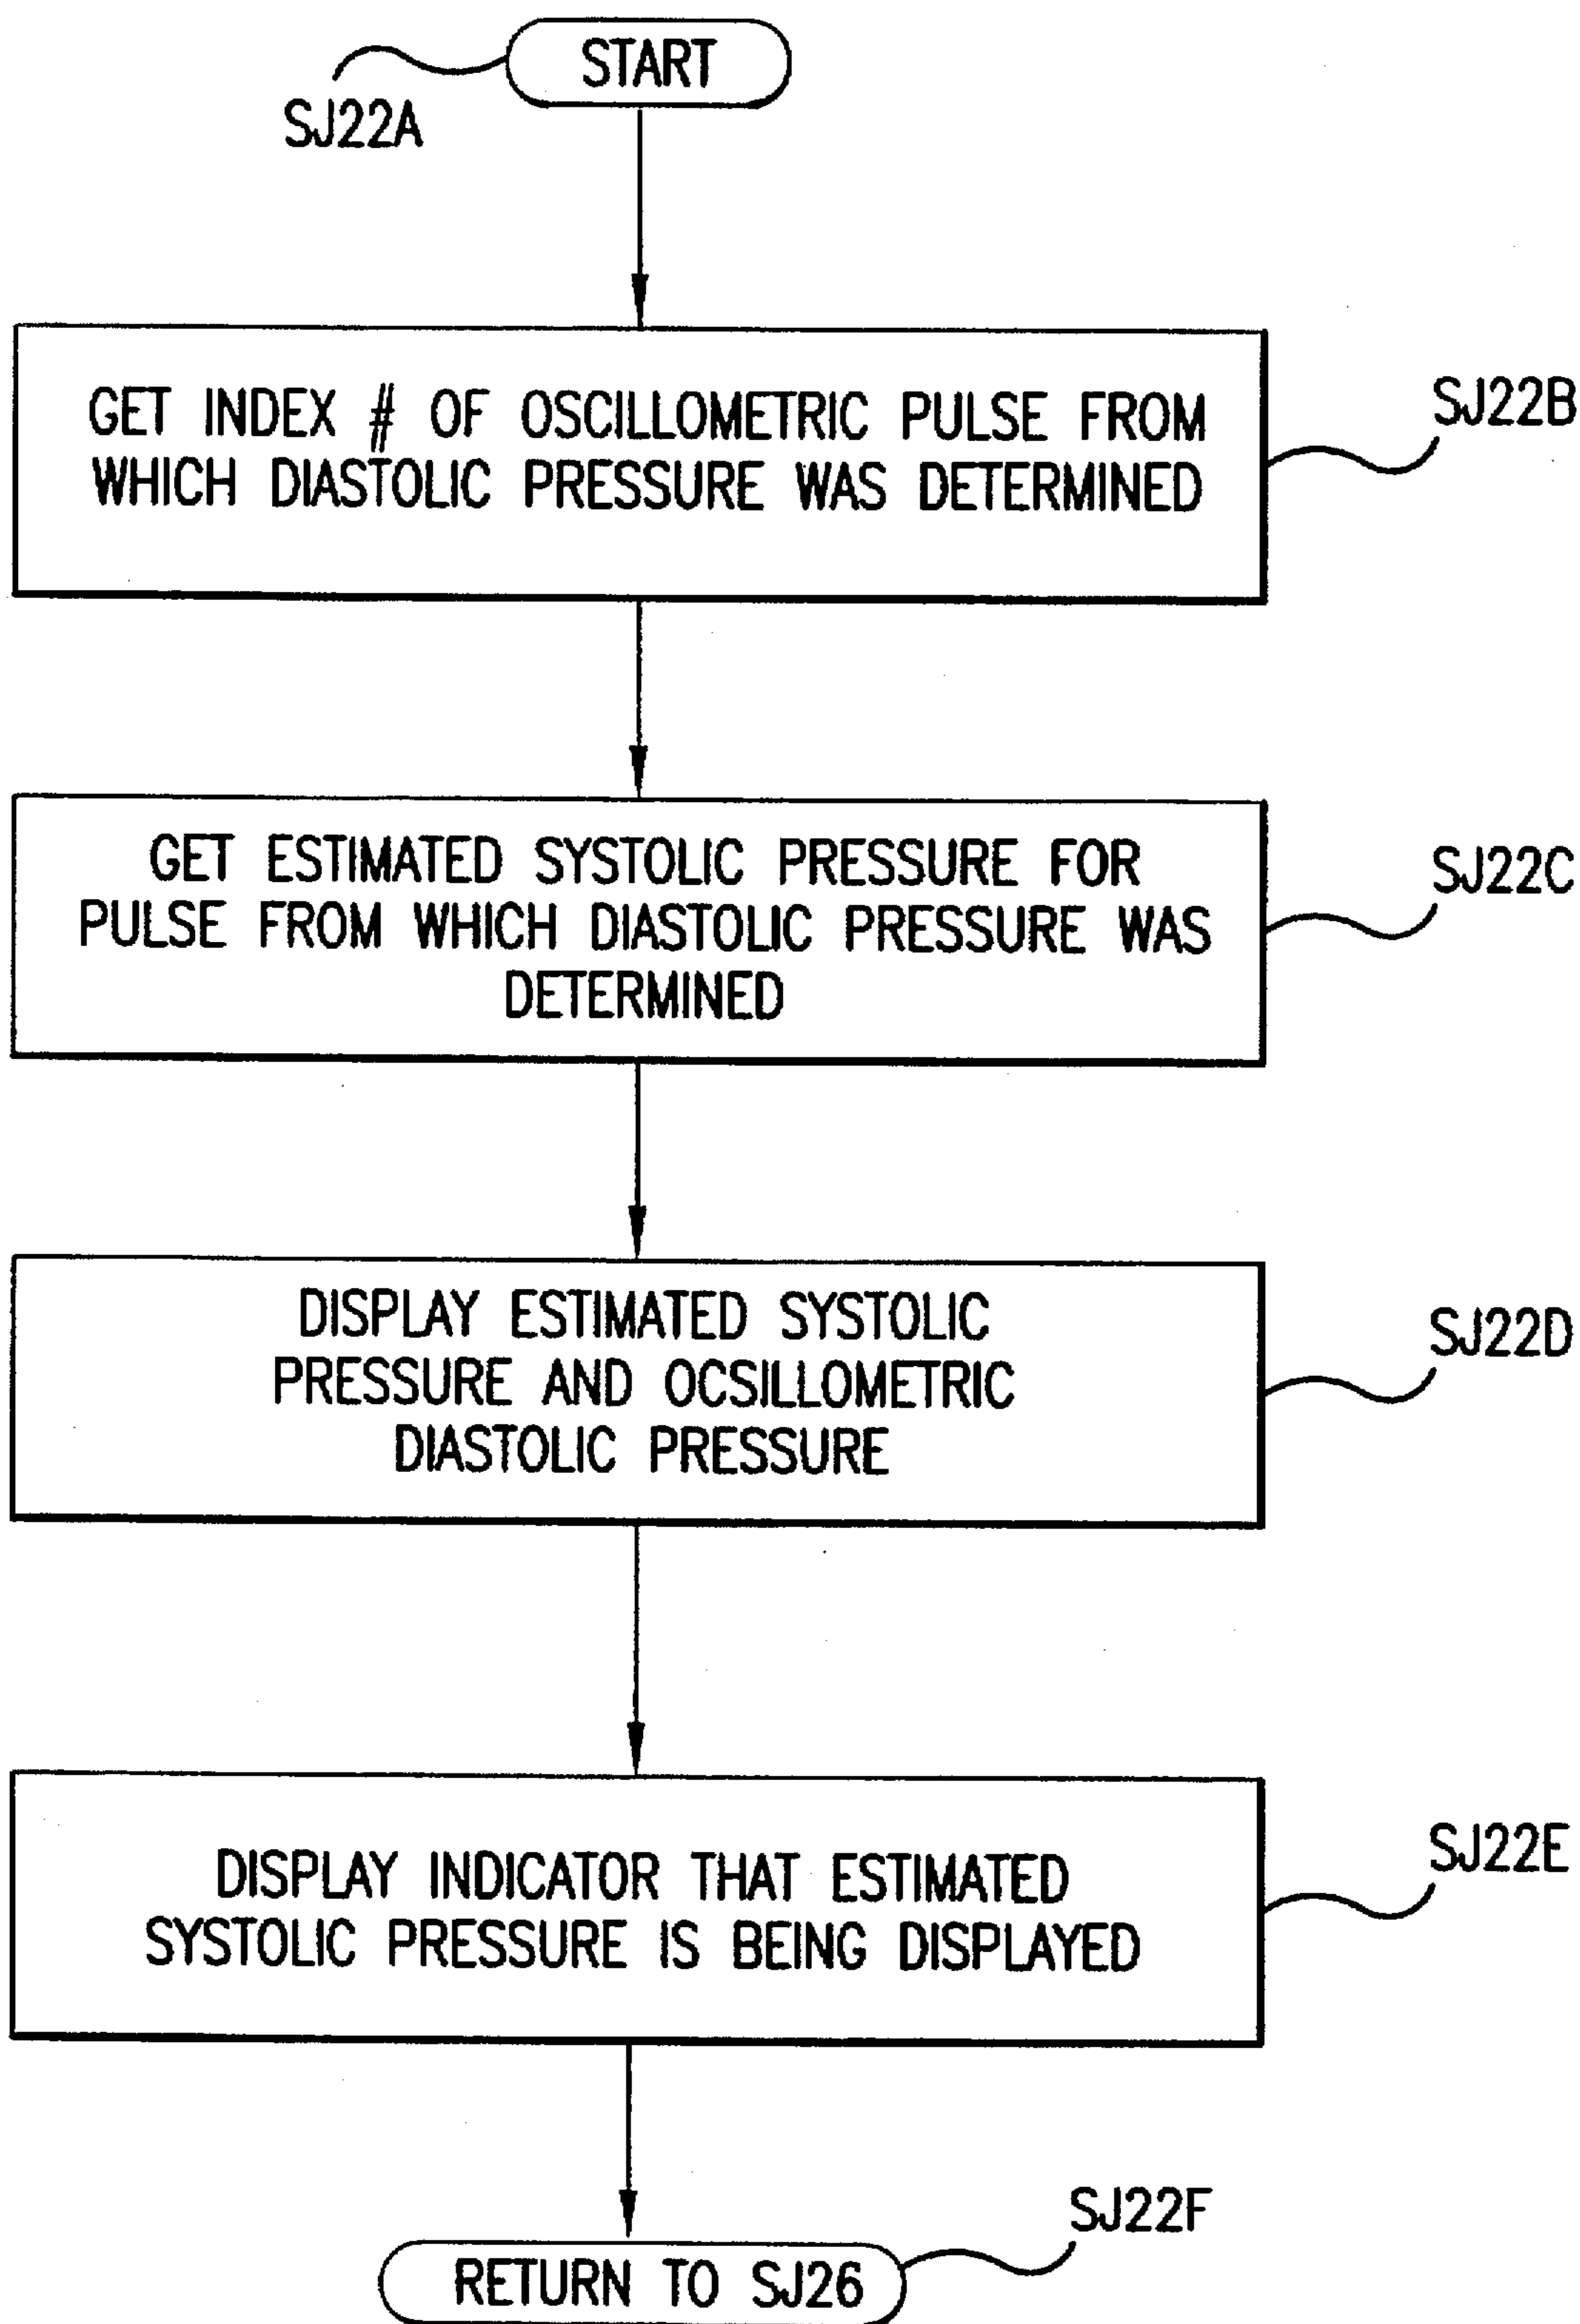 START
SJ22A
GET INDEX # OF OSCILLOMETRIC PULSE FROM
WHICH DIASTOLIC PRESSURE WAS DETERMINED
SJ22B
GET ESTIMATED SYSTOLIC PRESSURE FOR
PULSE FROM WHICH DIASTOLIC PRESSURE WAS
DETERMINED
SJ22C
DISPLAY ESTIMATED SYSTOLIC
PRESSURE AND OCSILLOMETRIC
DIASTOLIC PRESSURE
SJ22D
DISPLAY INDICATOR THAT ESTIMATED
SYSTOLIC PRESSURE IS BEING DISPLAYED
SJ22E
RETURN TO SJ26
SJ22F